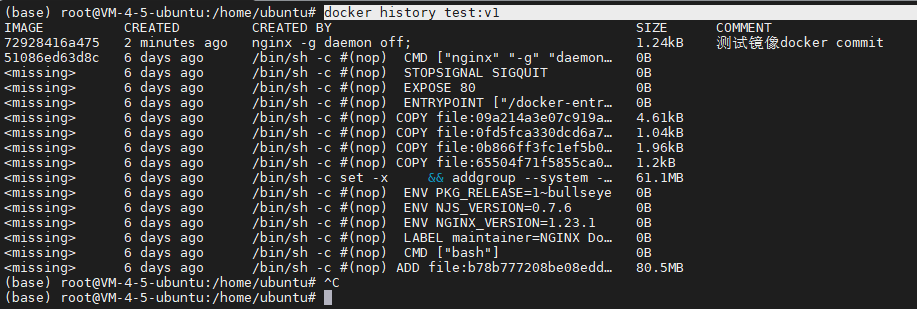 (base) root@VM-4-5-ubuntu:/home/ubuntu# docker history test:v1
IMAGE CREATED CREATED BY SIZE COMMENT
72928416a475 2 minutes ago nginx -g daemon off; 1.24kB 测试镜像docker commit
51086ed63d8c 6 days ago /bin/sh -c #(nop) CMD ["nginx" "-g" "daemon… 0B
<missing> 6 days ago /bin/sh -c #(nop) STOPSIGNAL SIGQUIT 0B
<missing> 6 days ago /bin/sh -c #(nop) EXPOSE 80 0B
<missing> 6 days ago /bin/sh -c #(nop) ENTRYPOINT ["/docker-entr… 0B
<missing> 6 days ago /bin/sh -c #(nop) COPY file:09a214a3e07c919a… 4.61kB
<missing> 6 days ago /bin/sh -c #(nop) COPY file:0fd5fca330dcd6a7… 1.04kB
<missing> 6 days ago /bin/sh -c #(nop) COPY file:0b866ff3fc1ef5b0… 1.96kB
<missing> 6 days ago /bin/sh -c #(nop) COPY file:65504f71f5855ca0… 1.2kB
<missing> 6 days ago /bin/sh -c set -x && addgroup --system -… 61.1MB
<missing> 6 days ago /bin/sh -c #(nop) ENV PKG_RELEASE=1~bullseye 0B
<missing> 6 days ago /bin/sh -c #(nop) ENV NJS_VERSION=0.7.6 0B
<missing> 6 days ago /bin/sh -c #(nop) ENV NGINX_VERSION=1.23.1 0B
<missing> 6 days ago /bin/sh -c #(nop) LABEL maintainer=NGINX Do… 0B
<missing> 6 days ago /bin/sh -c #(nop) CMD ["bash"] 0B
<missing> 6 days ago /bin/sh -c #(nop) ADD file:b78b777208be08edd… 80.5MB
(base) root@VM-4-5-ubuntu:/home/ubuntu# ^C
(base) root@VM-4-5-ubuntu:/home/ubuntu#